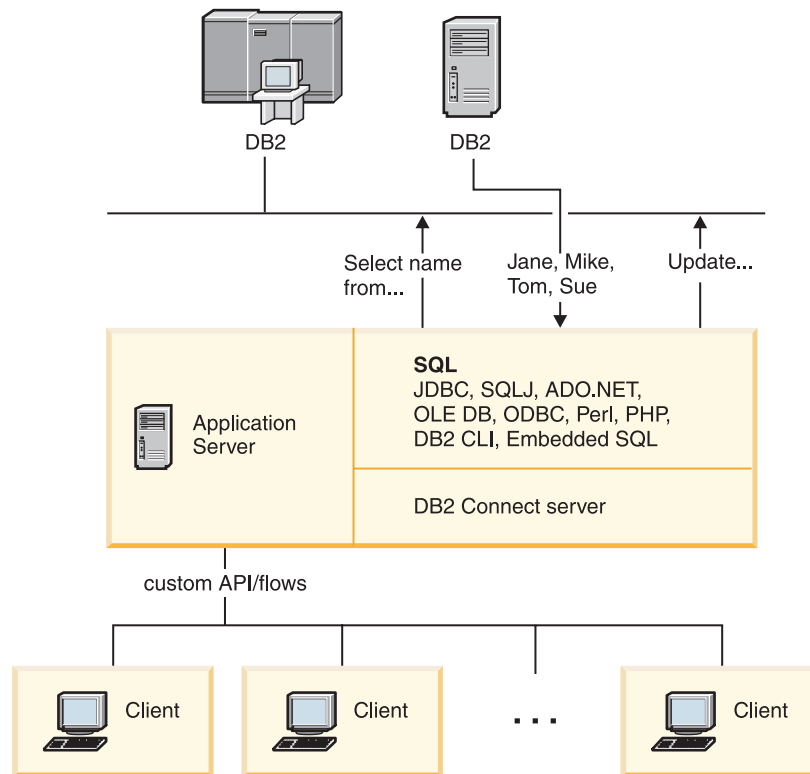 DB2
DB2
Select name
from...
Jane, Mike,
Tom, Sue
Update...
Application
Server
SQL
JDBC, SQLJ, ADO.NET,
OLE DB, ODBC, Perl, PHP,
DB2 CLI, Embedded SQL
DB2 Connect server
custom API/flows
Client
Client
...
Client